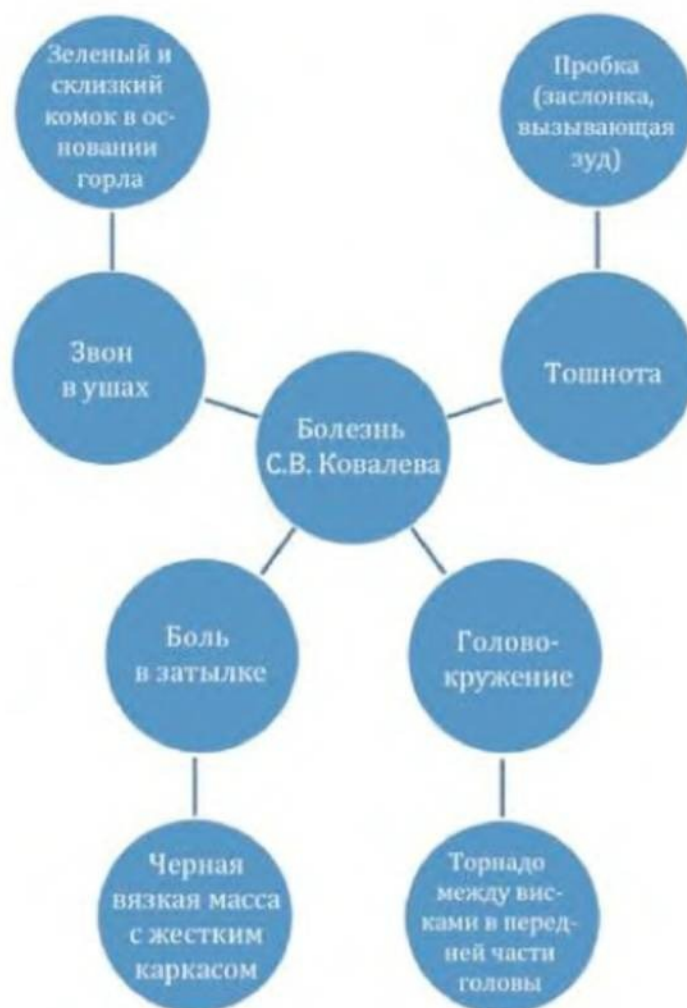 Зеленый и
склизкий
комок в ос-
новании
горла
Пробка
(заслонка,
вызывающая
зуд)
Звон
в ушах
Тошнота
Болезнь
С.В. Ковалева
Боль
в затылке
Голово-
кружение
Черная
вязкая масса
с жестким
каркасом
Торнадо
между вис-
ками в перед-
ней части
головы